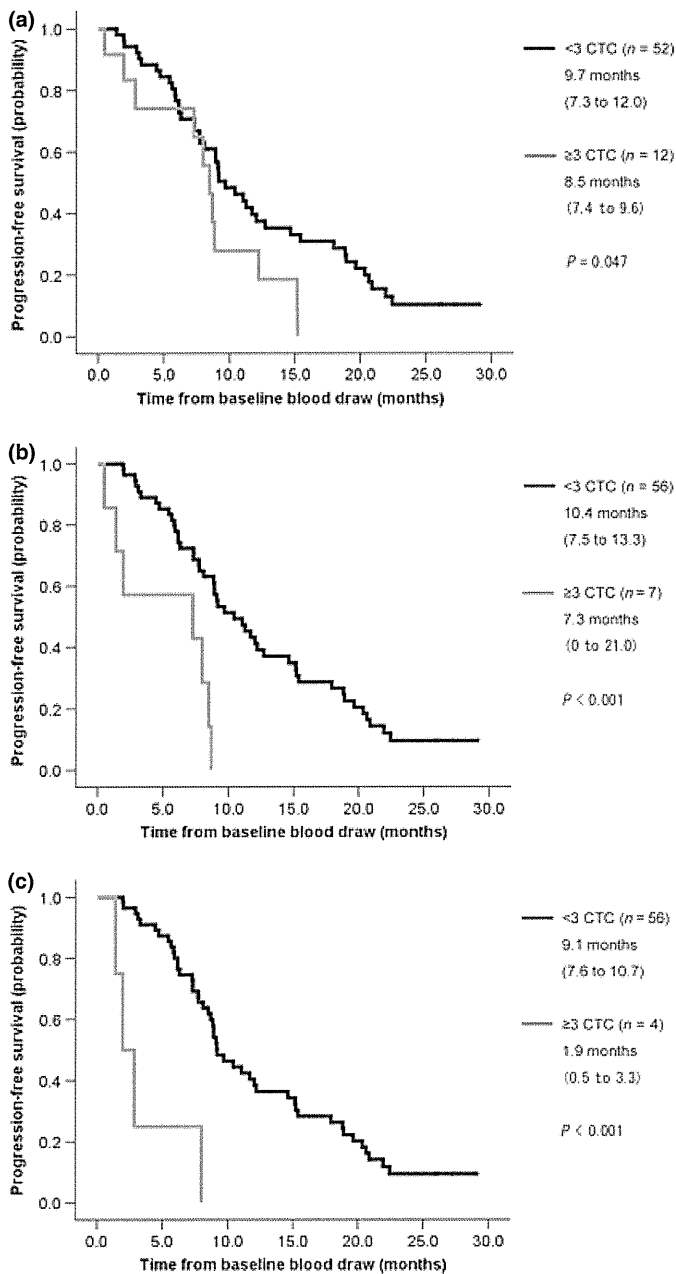 (a)
Progression-free survival (probability)
1.0
0.8
0.6
0.4
0.2
0.0
0.0 5.0 10.0 15.0 20.0 25.0 30.0
Time from baseline blood draw (months)
<3 CTC (n = 52)
9.7 months
(7.3 to 12.0)
≥3 CTC (n = 12)
8.5 months
(7.4 to 9.6)
P = 0.047
(b)
Progression-free survival (probability)
1.0
0.8
0.6
0.4
0.2
0.0
0.0 5.0 10.0 15.0 20.0 25.0 30.0
Time from baseline blood draw (months)
<3 CTC (n = 56)
10.4 months
(7.5 to 13.3)
≥3 CTC (n = 7)
7.3 months
(0 to 21.0)
P < 0.001
(c)
Progression-free survival (probability)
1.0
0.8
0.6
0.4
0.2
0.0
0.0 5.0 10.0 15.0 20.0 25.0 30.0
Time from baseline blood draw (months)
<3 CTC (n = 56)
9.1 months
(7.6 to 10.7)
≥3 CTC (n = 4)
1.9 months
(0.5 to 3.3)
P < 0.001